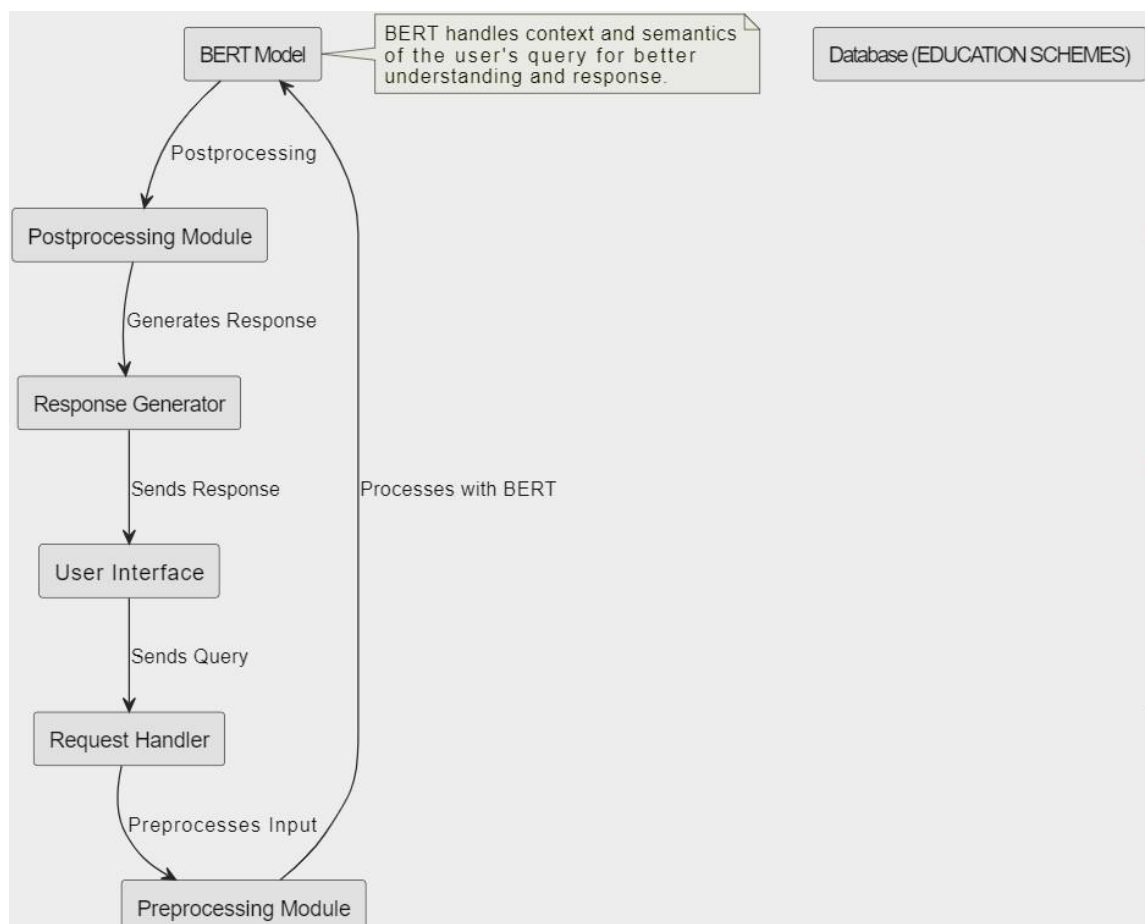 BERT Model
BERT handles context and semantics
of the user's query for better
understanding and response.
Database (EDUCATION SCHEMES)
Postprocessing
Postprocessing Module
Generates Response
Response Generator
Sends Response
Processes with BERT
User Interface
Sends Query
Request Handler
Preprocesses Input
Preprocessing Module